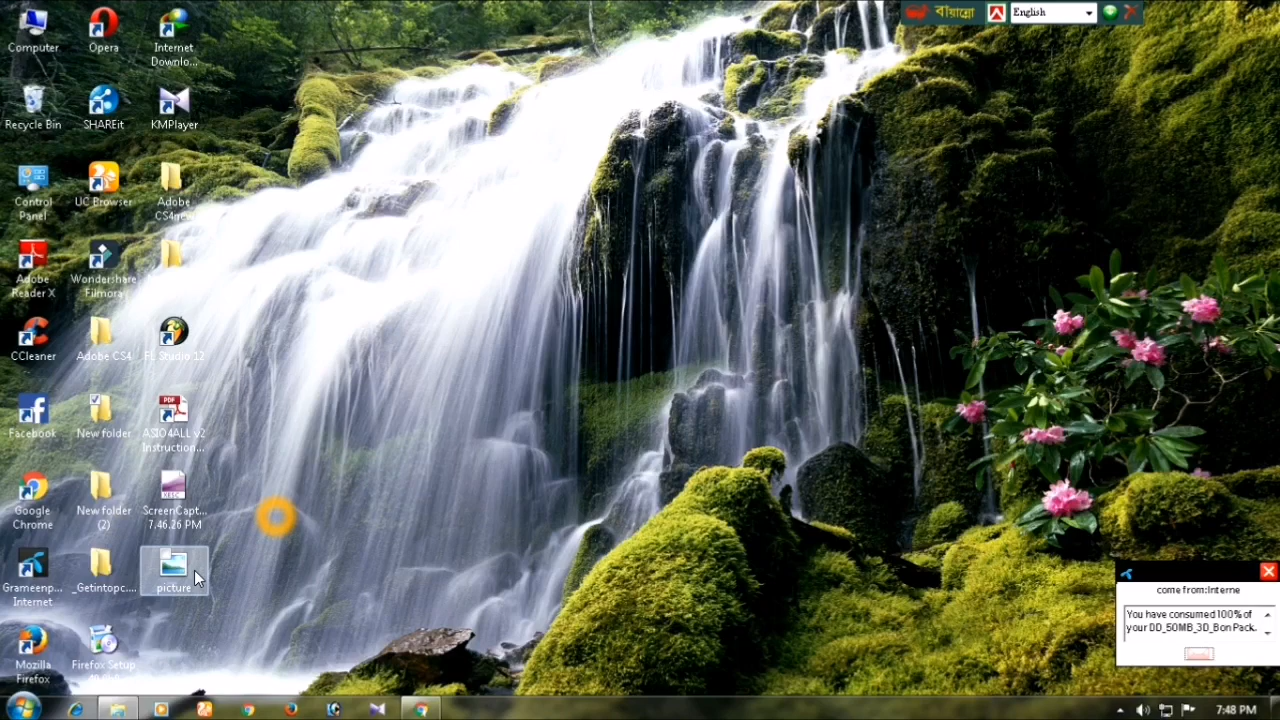 বায়ান্নো
English
Computer
Opera
Internet
Downlo...
Recycle Bin
SHAREit
KMPlayer
Control
Panel
UC Browser
Adobe
CS4new
Adobe
Reader X
Wondershare
Filmora
CCleaner
Adobe CS4
FL Studio 12
Facebook
New folder
PDF
ASIO4ALL v2
Instruction...
Google
Chrome
New folder
(2)
KESC
ScreenCapt...
7,46.26 PM
Grameenp...
Internet
_Getintopc....
picture
Mozilla
Firefox
Firefox Setup
come from:Interne
You have consumed 100% of
your DD_50MB_3D_Bon Pack.
7:48 PM